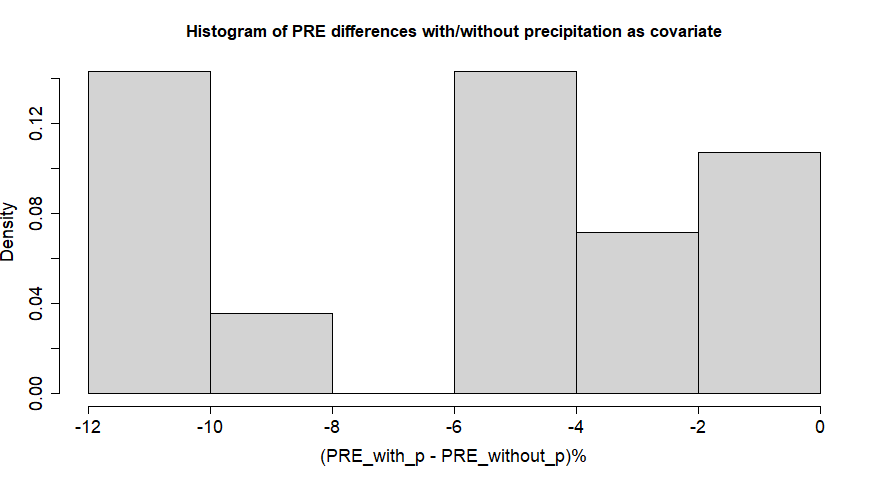 Histogram of PRE differences with/without precipitation as covariate
Density
0.12
0.08
0.04
0.00
-12 -10 -8 -6 -4 -2 0
(PRE_with_p - PRE_without_p)%